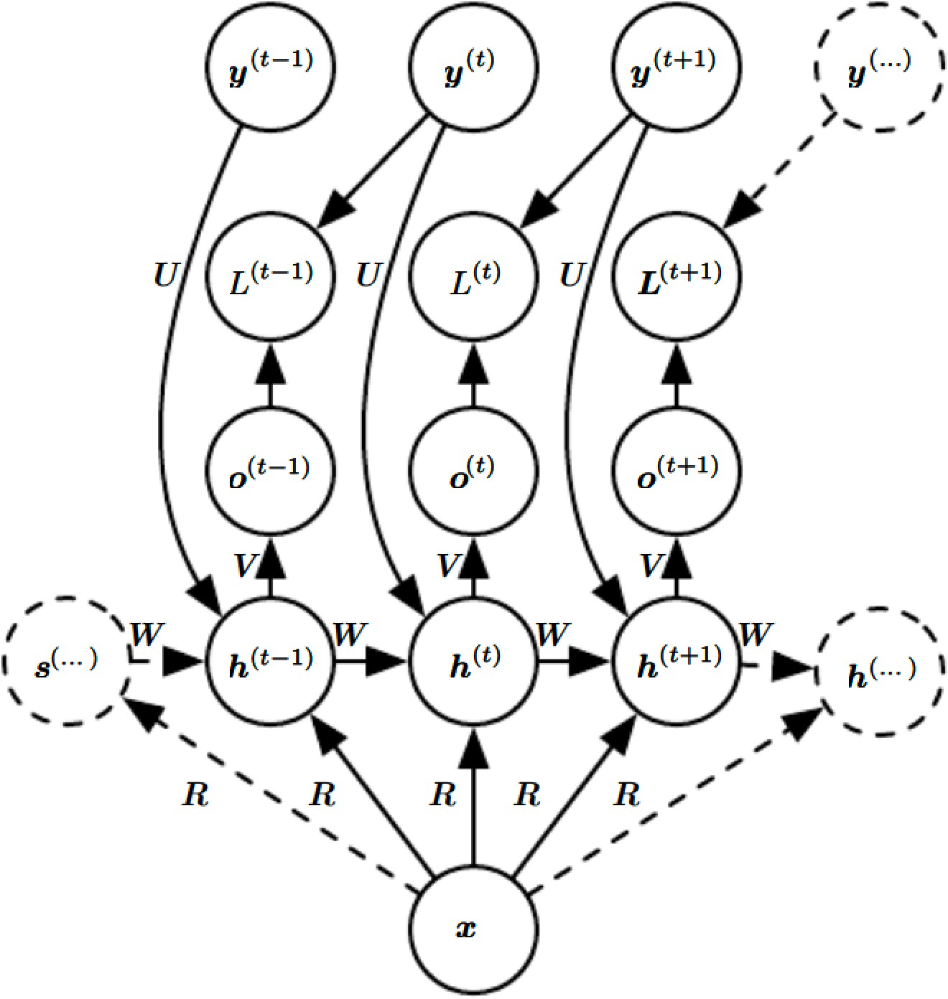 y^(t−1) y^(t) y^(t+1) y^(...)
U L^(t−1) U L^(t) U L^(t+1)
o^(t−1) o^(t) o^(t+1)
V V V
W W W W
s^(...) h^(t−1) h^(t) h^(t+1) h^(...)
R R R R R
x